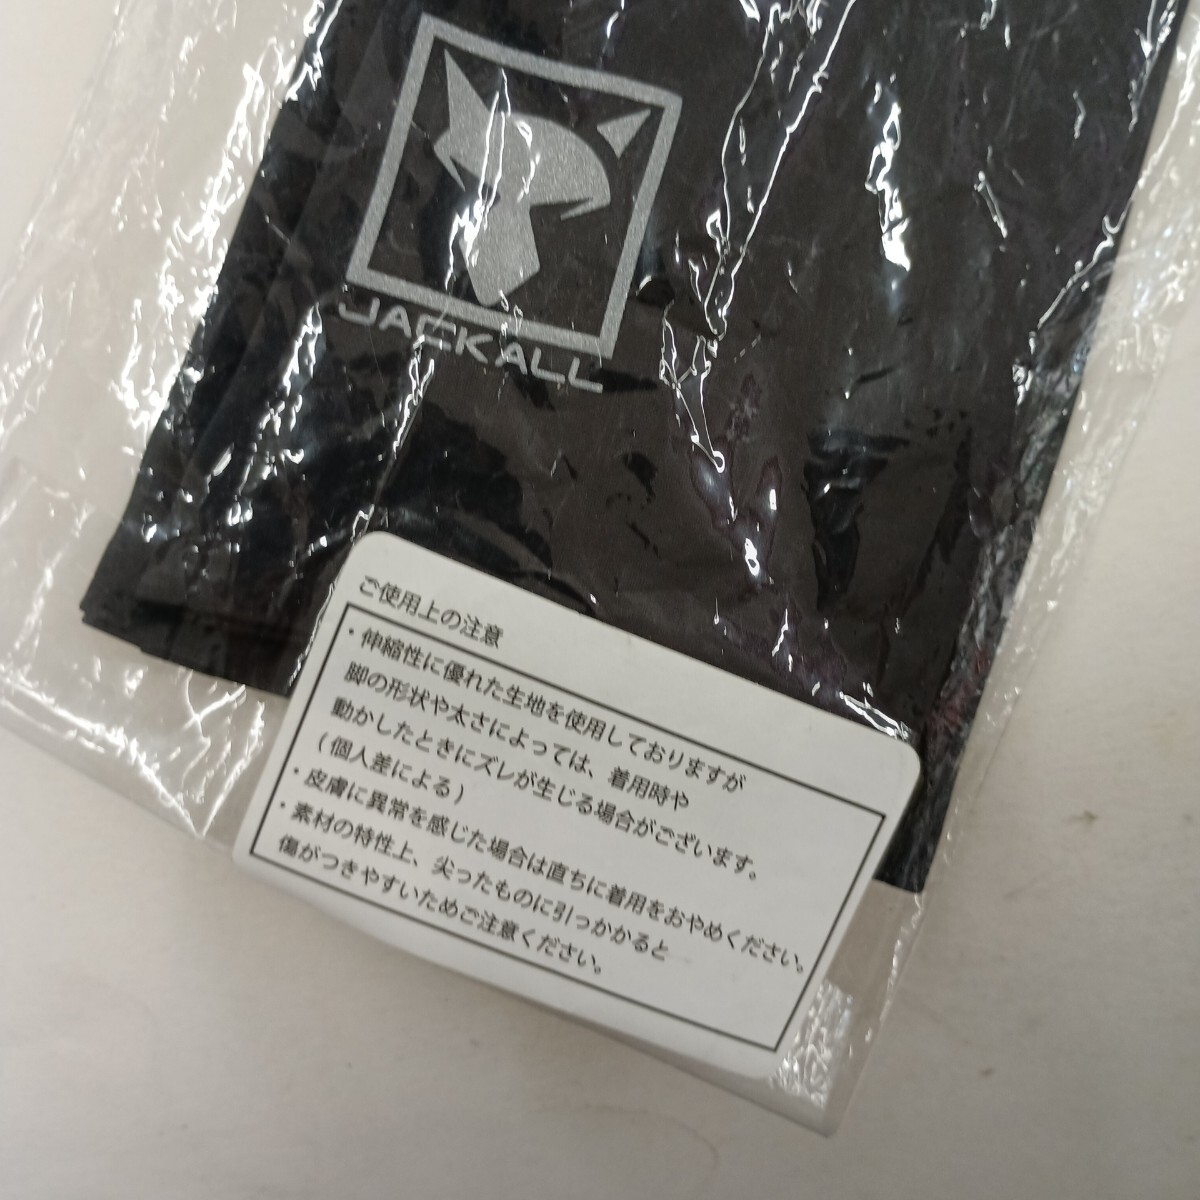 JACKALL
ご使用上の注意
・伸縮性に優れた生地を使用しておりますが
脚の形状や太さによっては、着用時や
動かしたときにズレが生じる場合がございます。
(個人差による)
・皮膚に異常を感じた場合は直ちに着用をおやめください。
・素材の特性上、尖ったものに引っかかると
傷がつきやすいためご注意ください。